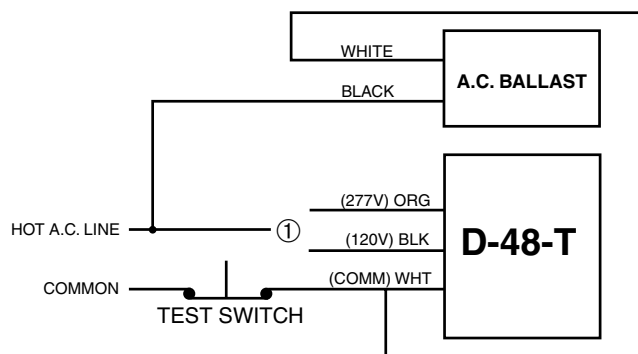 WHITE
A.C. BALLAST
BLACK
(277V) ORG
HOT A.C. LINE
①
(120V) BLK
D-48-T
COMMON
(COMM) WHT
TEST SWITCH